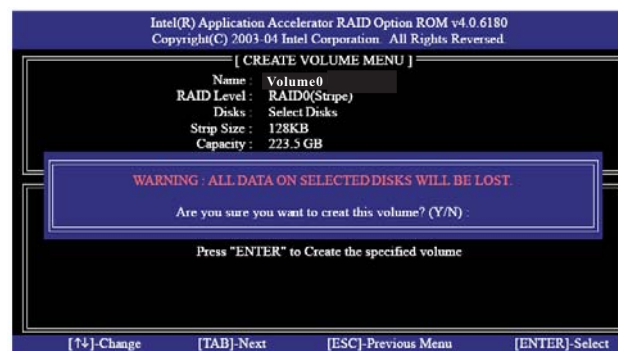 Intel(R) Application Accelerator RAID Option ROM v4.0.6180
Copyright(C) 2003-04 Intel Corporation. All Rights Reversed.
[ CREATE VOLUME MENU ]
Name : Volume0
RAID Level : RAID0(Stripe)
Disks : Select Disks
Strip Size : 128KB
Capacity : 223.5 GB
WARNING : ALL DATA ON SELECTED DISKS WILL BE LOST.
Are you sure you want to creat this volume? (Y/N) :
Press "ENTER" to Create the specified volume
[↑↓]-Change [TAB]-Next [ESC]-Previous Menu [ENTER]-Select